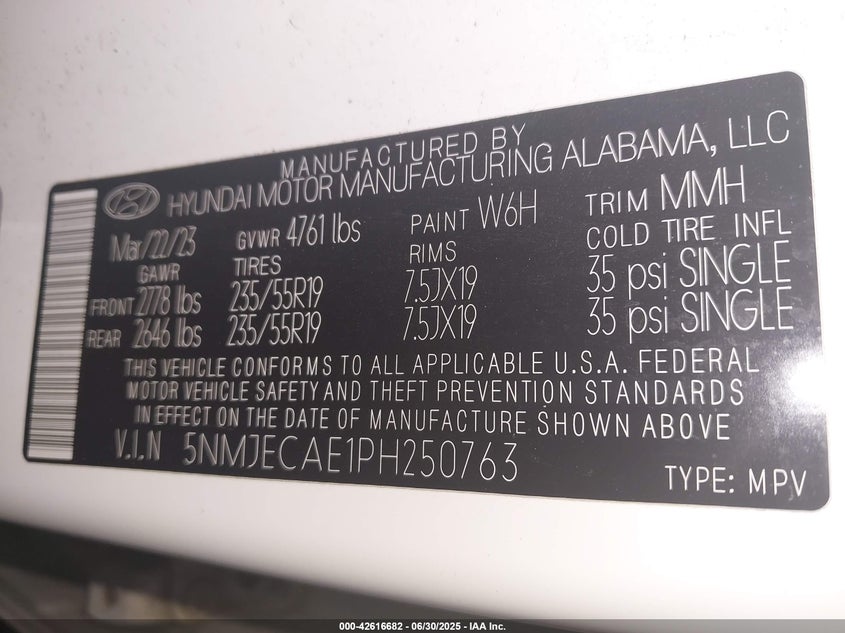 MANUFACTURED BY
HYUNDAI MOTOR MANUFACTURING ALABAMA, LLC
Mar/22/23 GVWR 4761 lbs PAINT W6H TRIM MMH
GAWR TIRES RIMS COLD TIRE INFL
FRONT 2778 lbs 235/55R19 7.5JX19 35 psi SINGLE
REAR 2646 lbs 235/55R19 7.5JX19 35 psi SINGLE
THIS VEHICLE CONFORMS TO ALL APPLICABLE U.S.A. FEDERAL
MOTOR VEHICLE SAFETY AND THEFT PREVENTION STANDARDS
IN EFFECT ON THE DATE OF MANUFACTURE SHOWN ABOVE
V.I.N 5NMJECAE1PH250763
TYPE: MPV
000-42616682 - 06/30/2025 - IAA Inc.